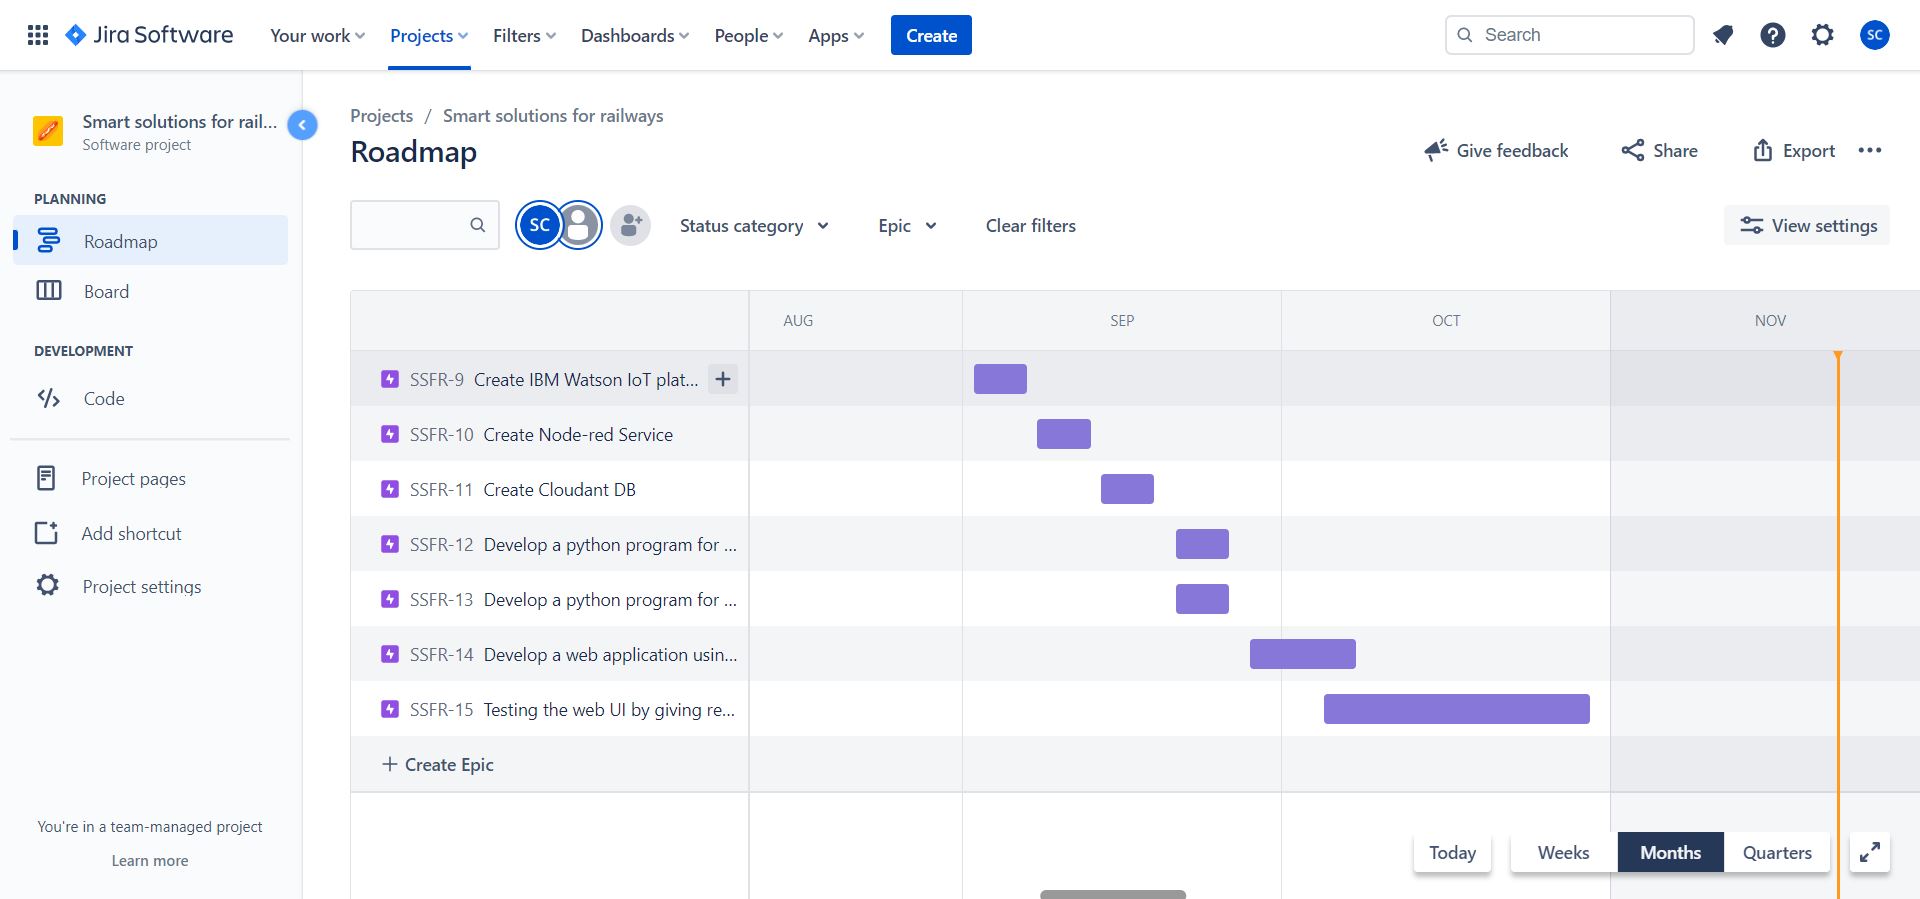 Jira Software
Your work
Projects
Filters
Dashboards
People
Apps
Create
Search
SC
Smart solutions for rail...
Software project
PLANNING
Roadmap
Board
DEVELOPMENT
Code
Project pages
Add shortcut
Project settings
You're in a team-managed project
Learn more
Projects / Smart solutions for railways
Roadmap
Give feedback
Share
Export
SC
Status category
Epic
Clear filters
View settings
AUG
SEP
OCT
NOV
SSFR-9 Create IBM Watson IoT plat...
SSFR-10 Create Node-red Service
SSFR-11 Create Cloudant DB
SSFR-12 Develop a python program for ...
SSFR-13 Develop a python program for ...
SSFR-14 Develop a web application usin...
SSFR-15 Testing the web UI by giving re...
Create Epic
Today
Weeks
Months
Quarters